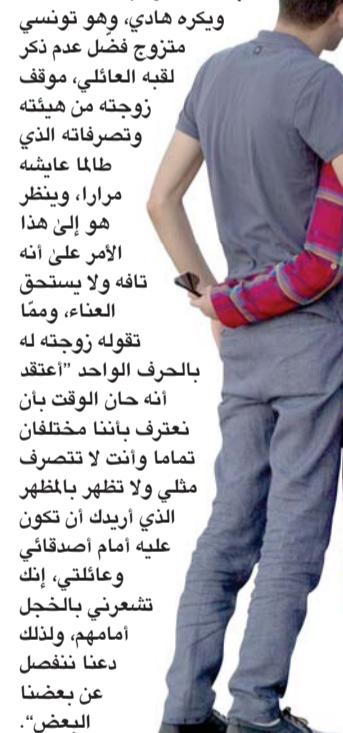 ويكره هادي، وهو تونسي
متزوج فضّل عدم ذكر
لقبه العائلي، موقف
زوجته من هيئته
وتصرفاته الذي
طالما عايشه
مرارا، وينظر
هو إلى هذا
الأمر على أنه
تافه ولا يستحق
العناء، وممّا
تقوله زوجته له
بالحرف الواحد ”أعتقد
أنه حان الوقت بأن
نعترف بأننا مختلفان
تماما وأنت لا تتصرف
مثلي ولا تظهر بالمظهر
الذي أريدك أن تكون
عليه أمام أصدقائي
وعائلتي، إنك
تشعرني بالخجل
أمامهم، ولذلك
دعنا ننفصل
عن بعضنا
البعض“.